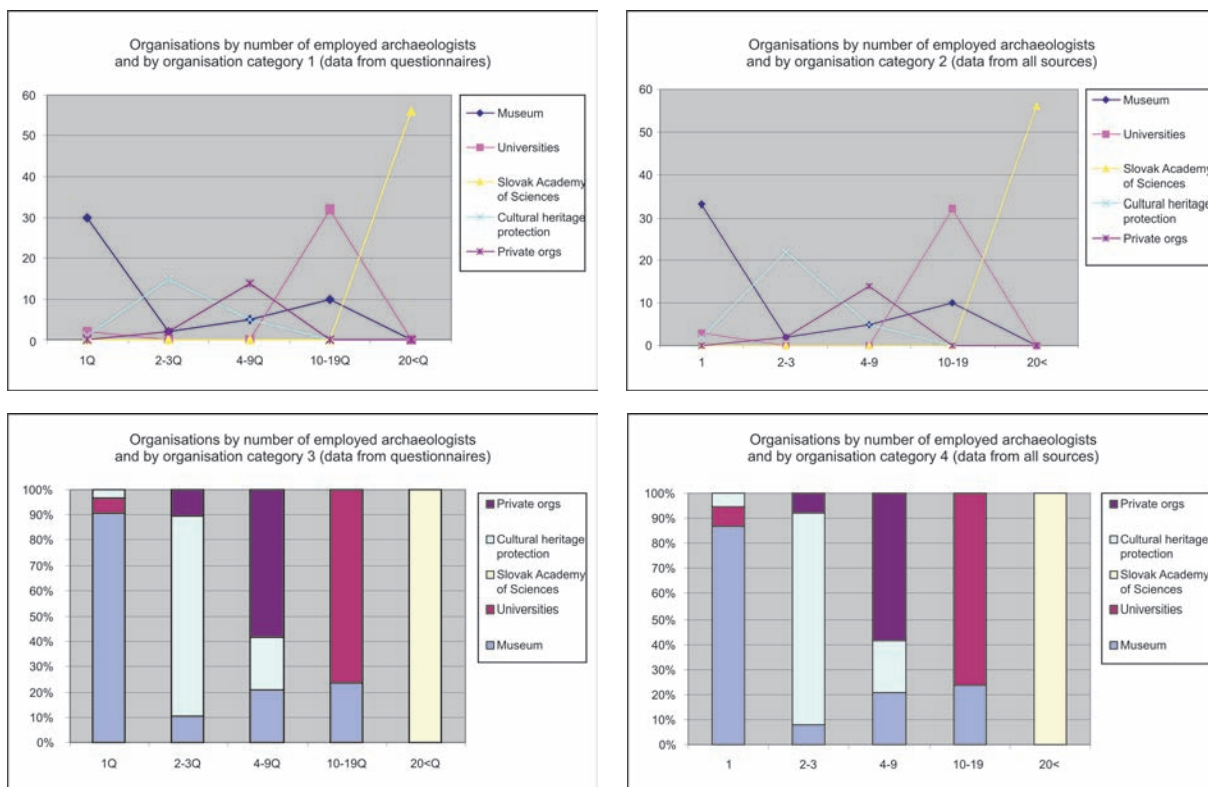 Organisations by number of employed archaeologists
and by organisation category 1 (data from questionnaires)
60
50
40
30
20
10
0
1Q
2-3Q
4-9Q
10-19Q
20<Q
Museum
Universities
Slovak Academy
of Sciences
Cultural heritage
protection
Private orgs
Organisations by number of employed archaeologists
and by organisation category 2 (data from all sources)
60
50
40
30
20
10
0
1
2-3
4-9
10-19
20<
Museum
Universities
Slovak Academy
of Sciences
Cultural heritage
protection
Private orgs
Organisations by number of employed archaeologists
and by organisation category 3 (data from questionnaires)
100%
90%
80%
70%
60%
50%
40%
30%
20%
10%
0%
1Q
2-3Q
4-9Q
10-19Q
20<Q
Private orgs
Cultural heritage
protection
Slovak Academy
of Sciences
Universities
Museum
Organisations by number of employed archaeologists
and by organisation category 4 (data from all sources)
100%
90%
80%
70%
60%
50%
40%
30%
20%
10%
0%
1
2-3
4-9
10-19
20<
Private orgs
Cultural heritage
protection
Slovak Academy
of Sciences
Universities
Museum